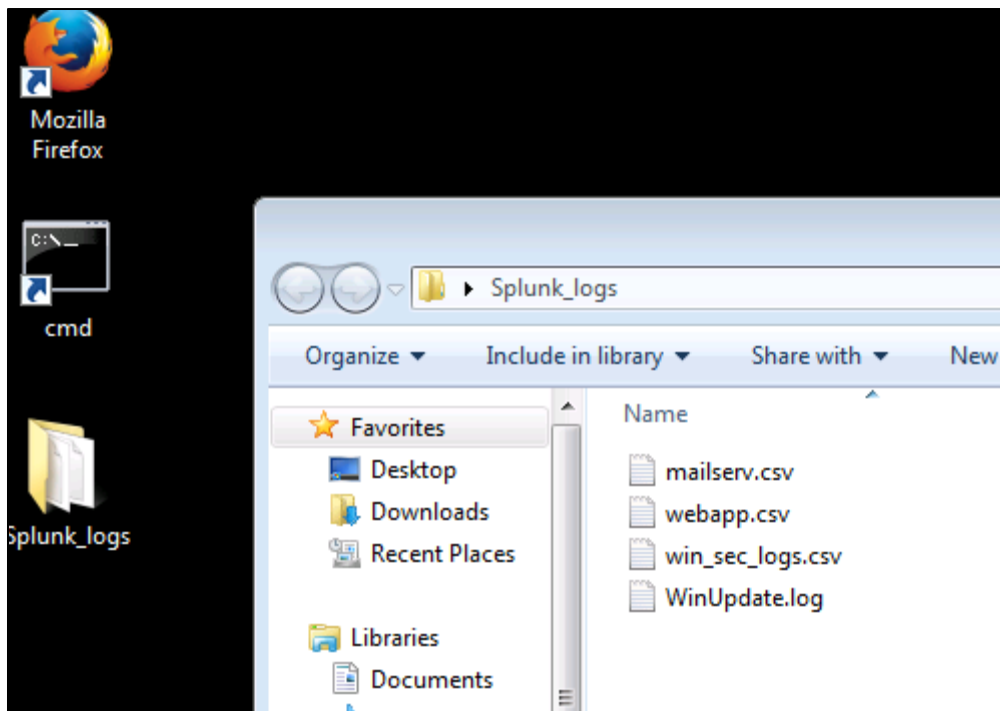 Mozilla
Firefox
C:\_
cmd
Splunk_logs
Splunk_logs
Organize
Include in library
Share with
New
Favorites
Desktop
Downloads
Recent Places
Libraries
Documents
Name
mailserv.csv
webapp.csv
win_sec_logs.csv
WinUpdate.log